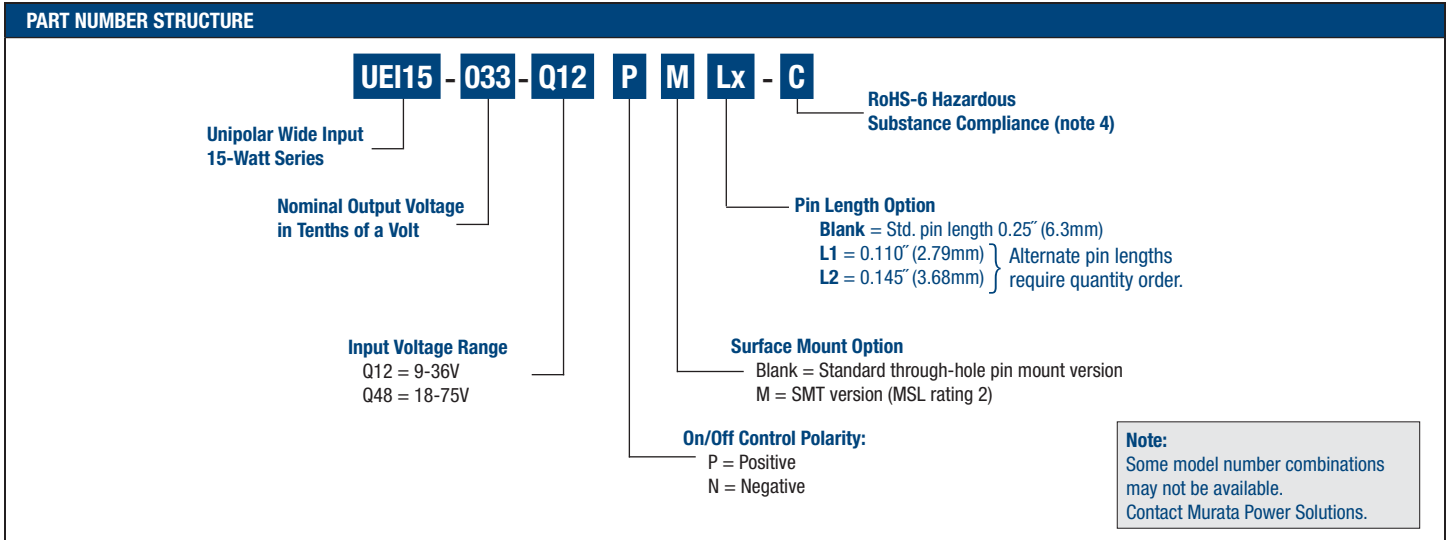 PART NUMBER STRUCTURE
UEI15 - 033 - Q12 P M Lx - C
RoHS-6 Hazardous
Substance Compliance (note 4)
Unipolar Wide Input
15-Watt Series
Nominal Output Voltage
in Tenths of a Volt
Pin Length Option
Blank = Std. pin length 0.25˝ (6.3mm)
L1 = 0.110˝ (2.79mm)
L2 = 0.145˝ (3.68mm)
Alternate pin lengths
require quantity order.
Input Voltage Range
Q12 = 9-36V
Q48 = 18-75V
Surface Mount Option
Blank = Standard through-hole pin mount version
M = SMT version (MSL rating 2)
On/Off Control Polarity:
P = Positive
N = Negative
Note:
Some model number combinations
may not be available.
Contact Murata Power Solutions.